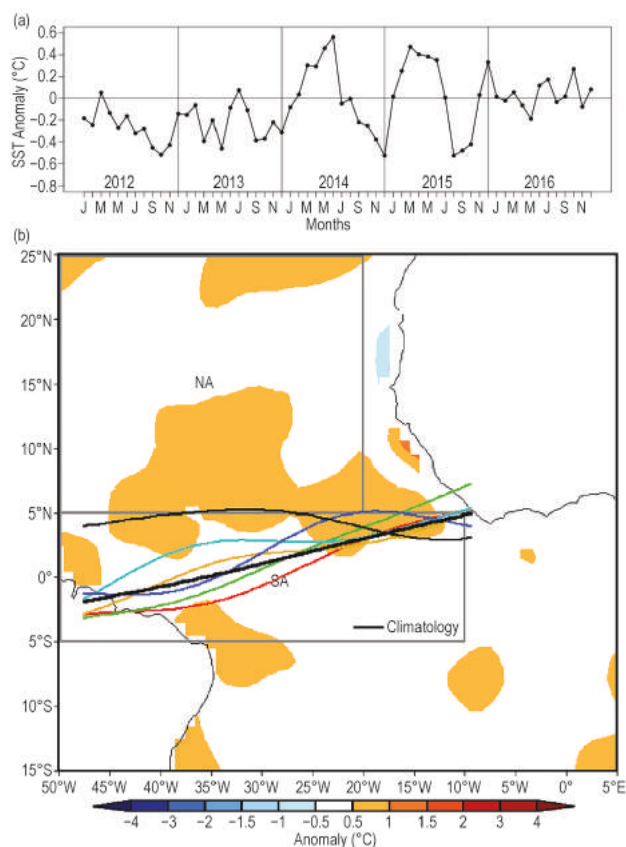 (a)
SST Anomaly (°C)
0.6
0.4
0.2
0
−0.2
−0.4
−0.6
−0.8
2012 2013 2014 2015 2016
J M M J S N J M M J S N J M M J S N J M M J S N J M M J S N
Months
(b)
25°N
20°N
15°N
10°N
5°N
0°
5°S
10°S
15°S
NA
SA
Climatology
50°W 45°W 40°W 35°W 30°W 25°W 20°W 15°W 10°W 5°W 0° 5°E
−4 −3 −2 −1.5 −1 −0.5 0.5 1 1.5 2 3 4
Anomaly (°C)